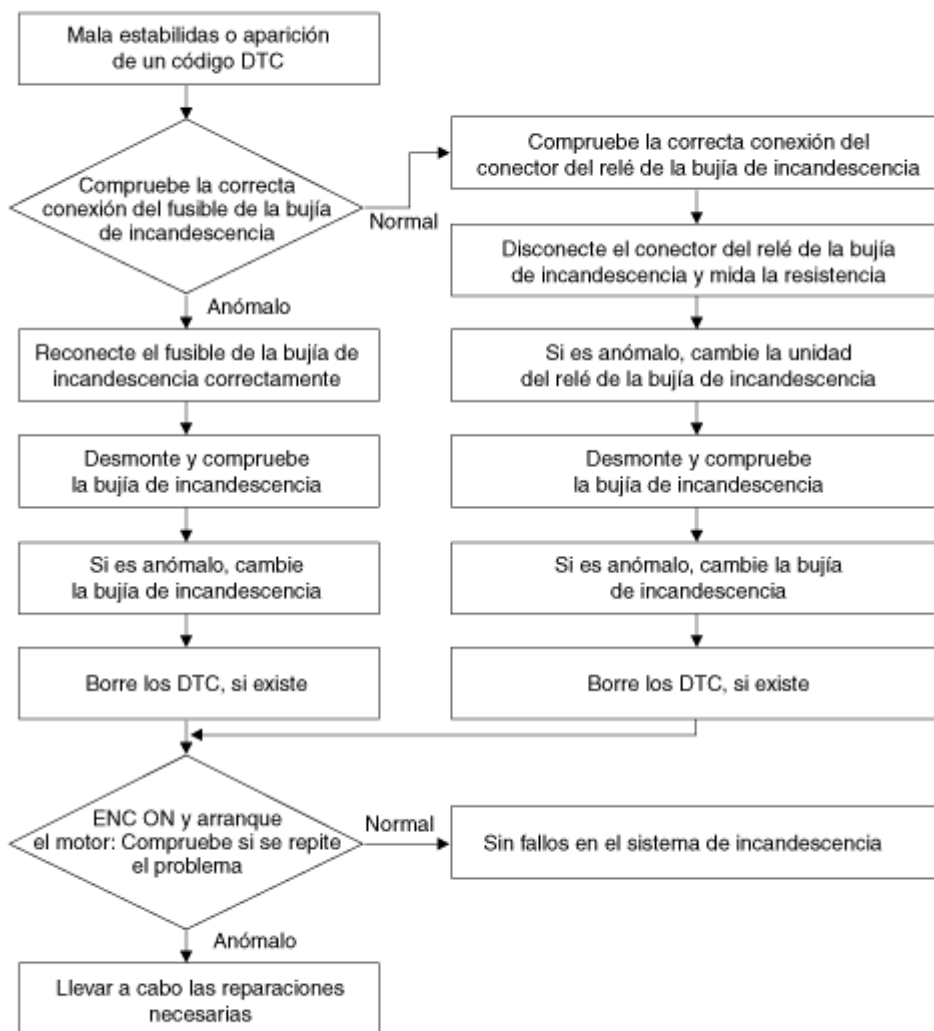 Mala estabilidas o aparición
de un código DTC
Compruebe la correcta
conexión del fusible de la bujía
de incandescencia
Normal
Anómalo
Compruebe la correcta conexión del
conector del relé de la bujía de incandescencia
Disconecte el conector del relé de la bujía
de incandescencia y mida la resistencia
Reconecte el fusible de la bujía de
incandescencia correctamente
Si es anómalo, cambie la unidad
del relé de la bujía de incandescencia
Desmonte y compruebe
la bujía de incandescencia
Desmonte y compruebe
la bujía de incandescencia
Si es anómalo, cambie
la bujía de incandescencia
Si es anómalo, cambie la bujía
de incandescencia
Borre los DTC, si existe
Borre los DTC, si existe
ENC ON y arranque
el motor: Compruebe si se repite
el problema
Normal
Sin fallos en el sistema de incandescencia
Anómalo
Llevar a cabo las reparaciones
necesarias